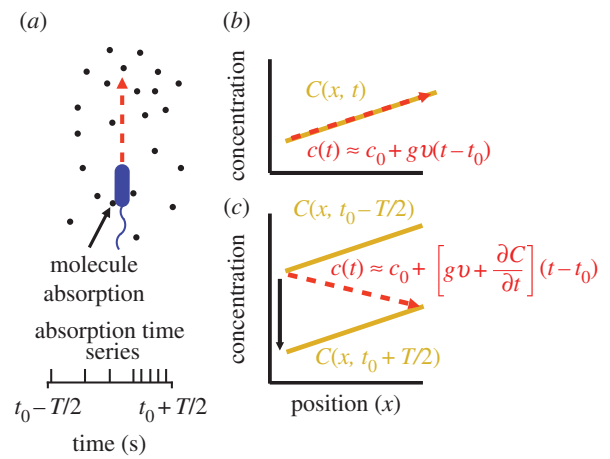 (a)
molecule
absorption
absorption time
series
t₀ – T/2 t₀ + T/2
time (s)
(b)
concentration
C(x, t)
c(t) ≈ c₀ + gυ(t – t₀)
(c)
concentration
C(x, t₀ – T/2)
c(t) ≈ c₀ + [gυ + ∂C/∂t] (t – t₀)
C(x, t₀ + T/2)
position (x)